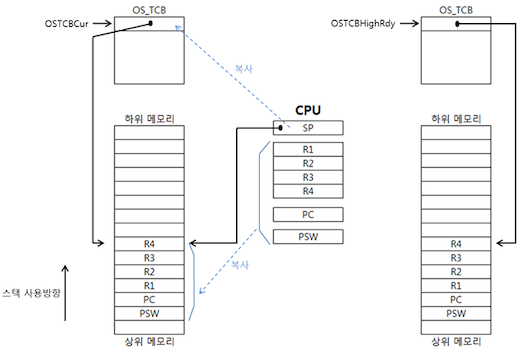 OS_TCB
OSTCBCur
복사
하위 메모리
R4
R3
R2
R1
PC
PSW
상위 메모리
스택 사용방향
CPU
SP
R1
R2
R3
R4
PC
PSW
복사
OS_TCB
OSTCBHighRdy
하위 메모리
R4
R3
R2
R1
PC
PSW
상위 메모리